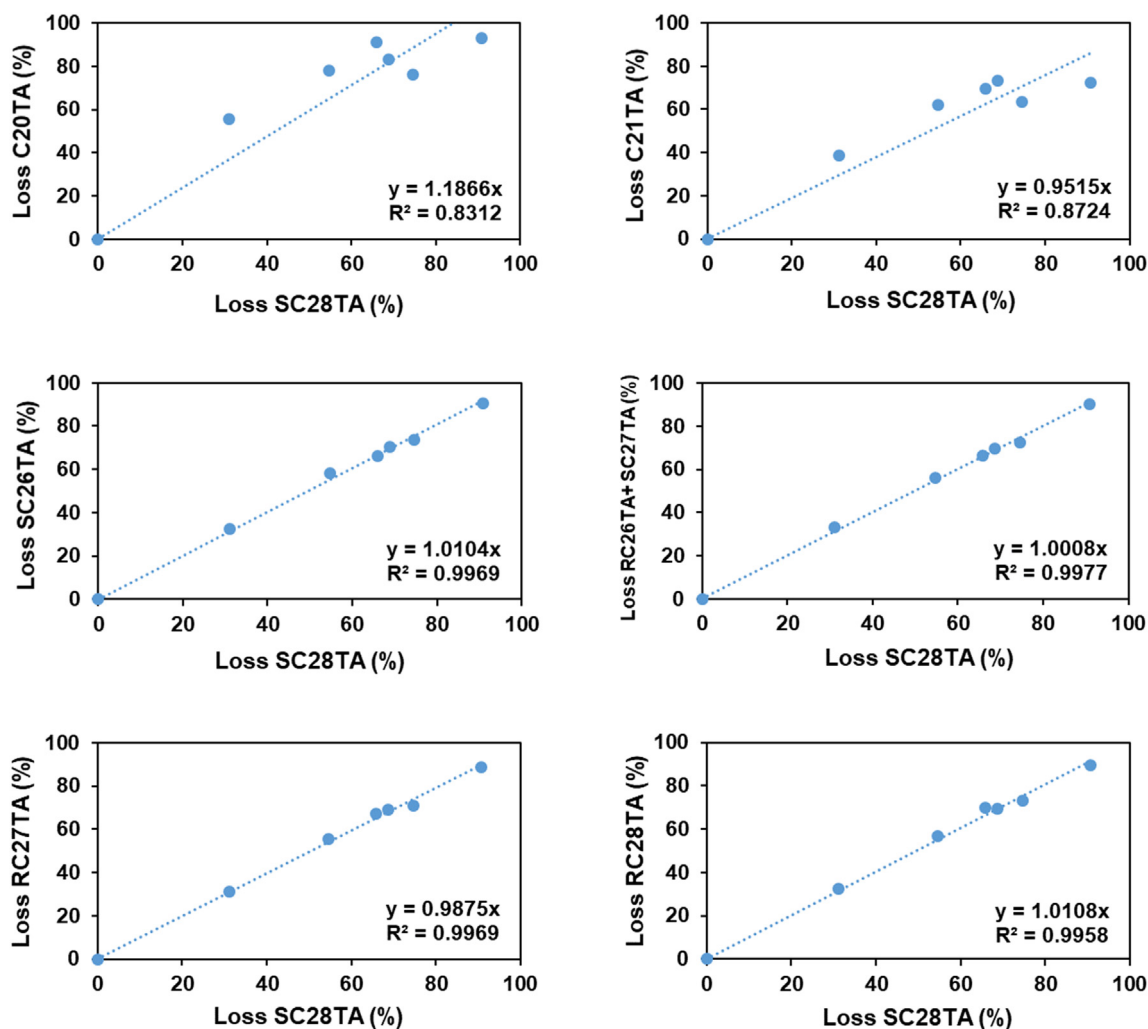 Loss C20TA (%)
100
80
60
40
20
0
y = 1.1866x
R² = 0.8312
0 20 40 60 80 100
Loss SC28TA (%)
Loss C21TA (%)
100
80
60
40
20
0
y = 0.9515x
R² = 0.8724
0 20 40 60 80 100
Loss SC28TA (%)
Loss SC26TA (%)
100
80
60
40
20
0
y = 1.0104x
R² = 0.9969
0 20 40 60 80 100
Loss SC28TA (%)
Loss RC26TA+ SC27TA (%)
100
80
60
40
20
0
y = 1.0008x
R² = 0.9977
0 20 40 60 80 100
Loss SC28TA (%)
Loss RC27TA (%)
100
80
60
40
20
0
y = 0.9875x
R² = 0.9969
0 20 40 60 80 100
Loss SC28TA (%)
Loss RC28TA (%)
100
80
60
40
20
0
y = 1.0108x
R² = 0.9958
0 20 40 60 80 100
Loss SC28TA (%)